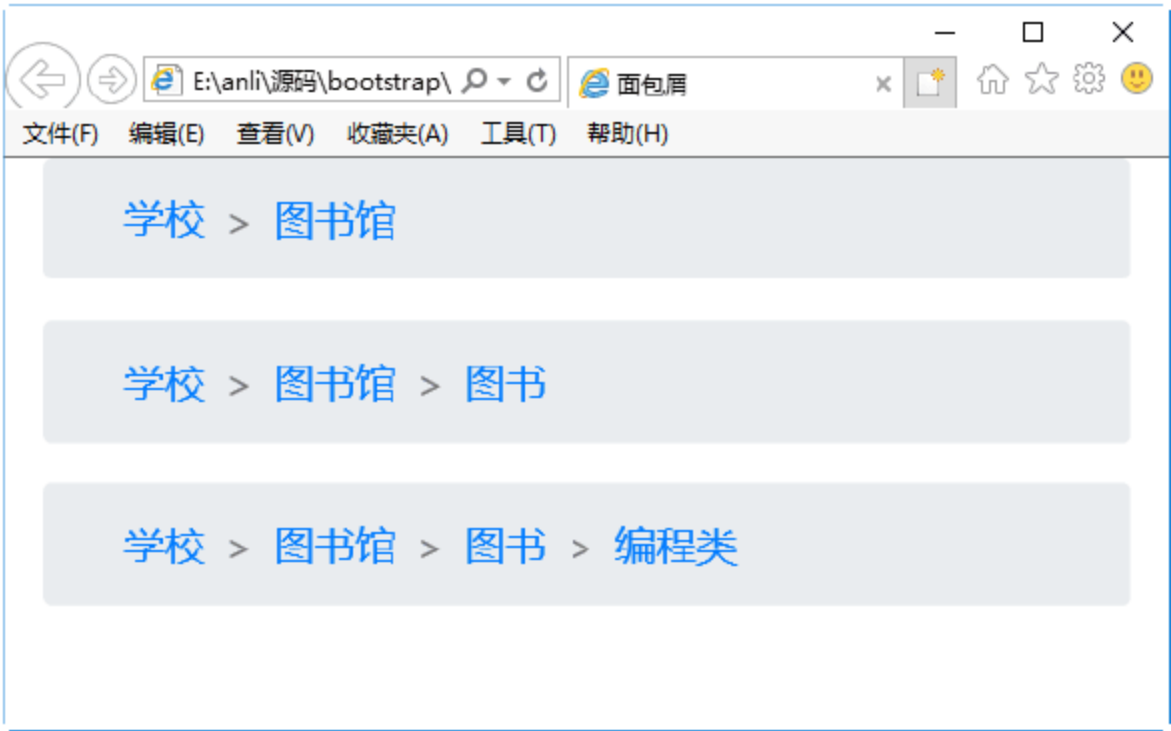 E:\anli\源码\bootstrap\ 面包屑
文件(F) 编辑(E) 查看(V) 收藏夹(A) 工具(T) 帮助(H)
学校 > 图书馆
学校 > 图书馆 > 图书
学校 > 图书馆 > 图书 > 编程类